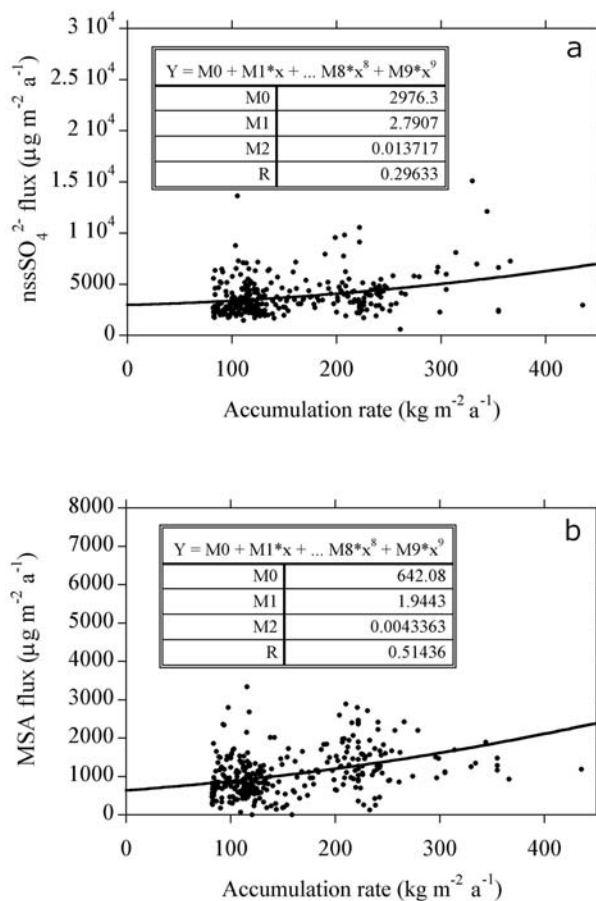 a
nssSO₄²⁻ flux (µg m⁻² a⁻¹)
3 10⁴
2.5 10⁴
2 10⁴
1.5 10⁴
1 10⁴
5000
0
Y = M0 + M1*x + ... M8*x⁸ + M9*x⁹
M0 2976.3
M1 2.7907
M2 0.013717
R 0.29633
0 100 200 300 400
Accumulation rate (kg m⁻² a⁻¹)
b
MSA flux (µg m⁻² a⁻¹)
8000
7000
6000
5000
4000
3000
2000
1000
0
Y = M0 + M1*x + ... M8*x⁸ + M9*x⁹
M0 642.08
M1 1.9443
M2 0.0043363
R 0.51436
0 100 200 300 400
Accumulation rate (kg m⁻² a⁻¹)